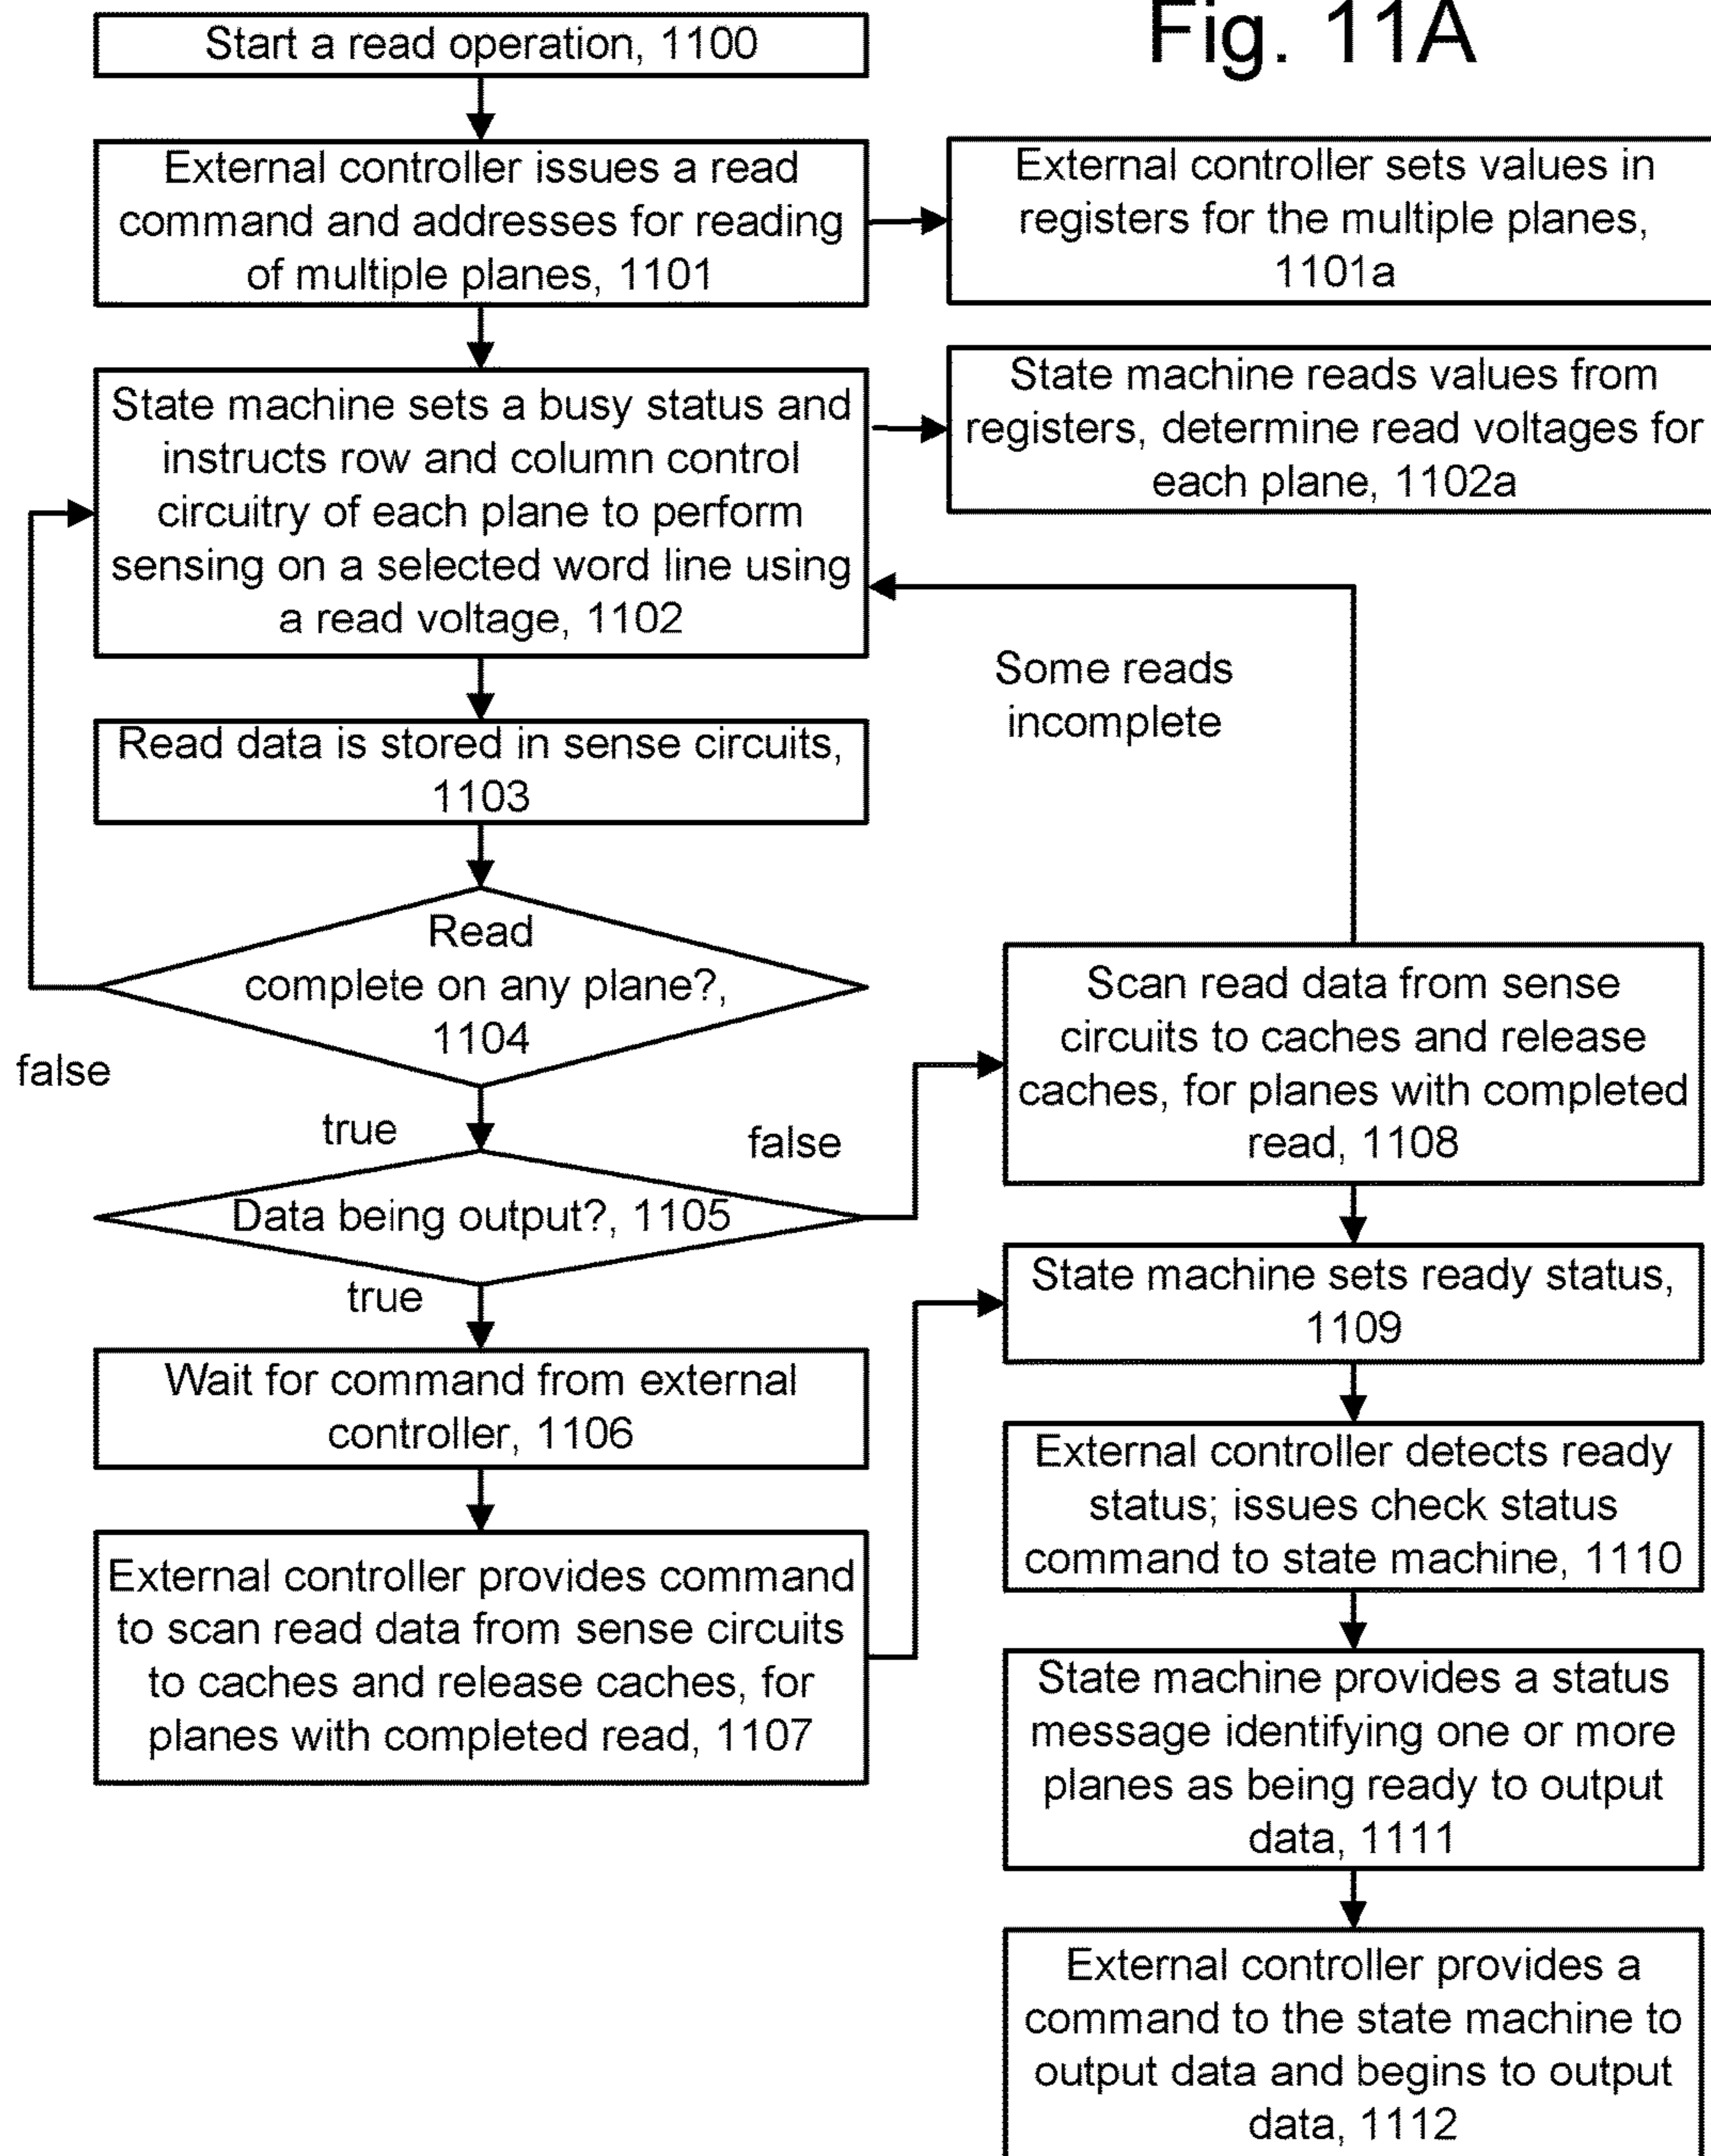 Fig. 11A
Start a read operation, 1100
External controller issues a read
command and addresses for reading
of multiple planes, 1101
External controller sets values in
registers for the multiple planes,
1101a
State machine sets a busy status and
instructs row and column control
circuitry of each plane to perform
sensing on a selected word line using
a read voltage, 1102
State machine reads values from
registers, determine read voltages for
each plane, 1102a
Some reads
incomplete
Read data is stored in sense circuits,
1103
Read
complete on any plane?,
1104
false
true
Data being output?, 1105
false
true
Wait for command from external
controller, 1106
External controller provides command
to scan read data from sense circuits
to caches and release caches, for
planes with completed read, 1107
Scan read data from sense
circuits to caches and release
caches, for planes with completed
read, 1108
State machine sets ready status,
1109
External controller detects ready
status; issues check status
command to state machine, 1110
State machine provides a status
message identifying one or more
planes as being ready to output
data, 1111
External controller provides a
command to the state machine to
output data and begins to output
data, 1112